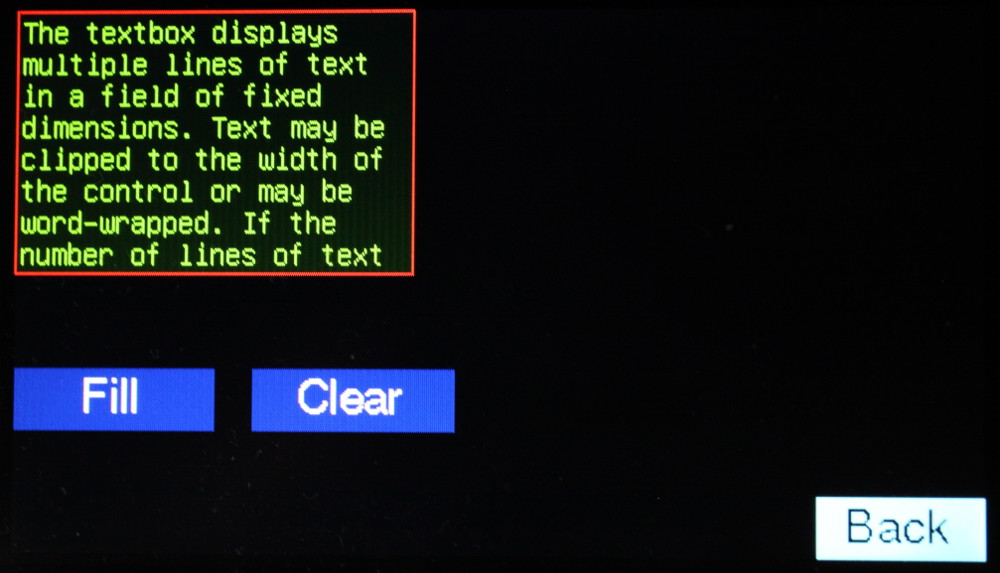 The textbox displays
multiple lines of text
in a field of fixed
dimensions. Text may be
clipped to the width of
the control or may be
word-wrapped. If the
number of lines of text
Fill
Clear
Back